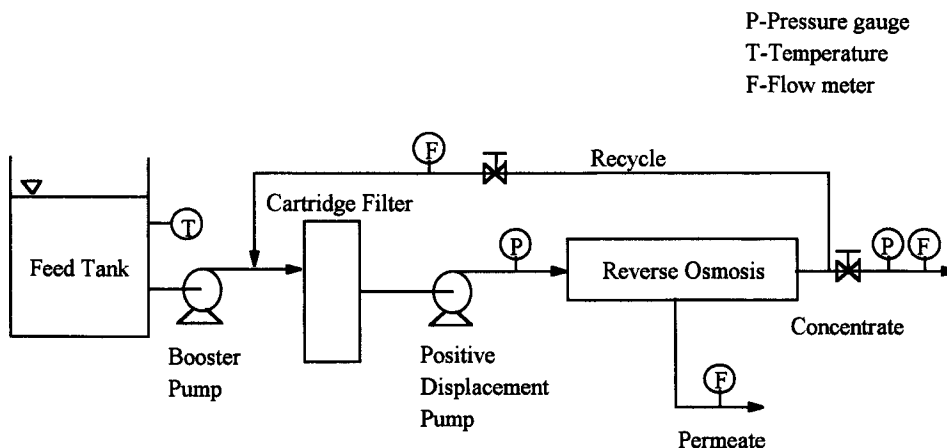 P-Pressure gauge
T-Temperature
F-Flow meter
F
Recycle
Cartridge Filter
T
P
P
F
Feed Tank
Reverse Osmosis
Booster
Pump
Positive
Displacement
Pump
Concentrate
F
Permeate